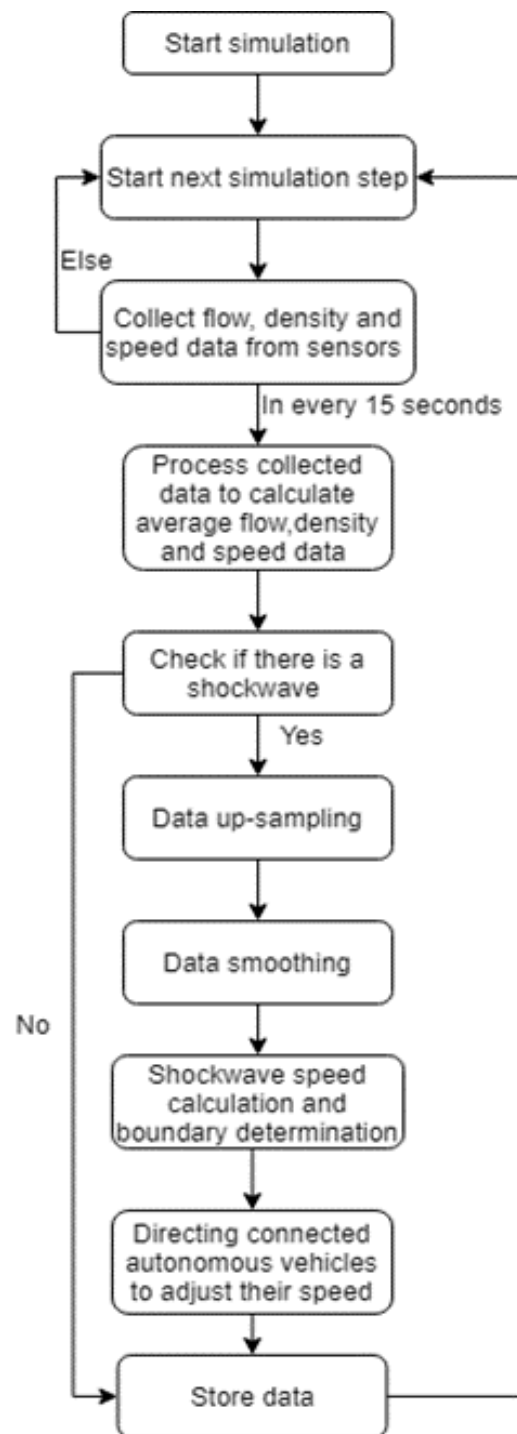 Start simulation
Start next simulation step
Else
Collect flow, density and
speed data from sensors
In every 15 seconds
Process collected
data to calculate
average flow,density
and speed data
Check if there is a
shockwave
Yes
Data up-sampling
Data smoothing
No
Shockwave speed
calculation and
boundary determination
Directing connected
autonomous vehicles
to adjust their speed
Store data